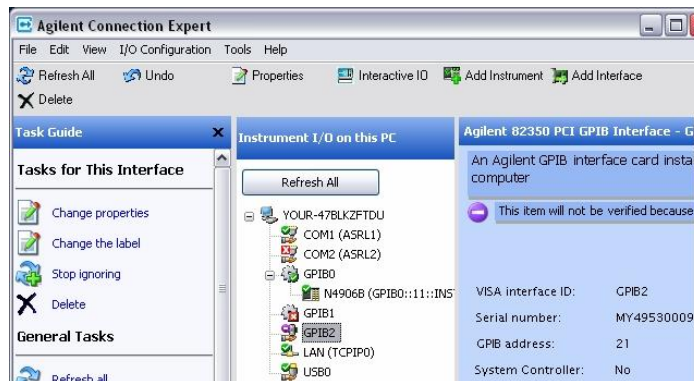 Agilent Connection Expert
File Edit View I/O Configuration Tools Help
Refresh All Undo Properties Interactive IO Add Instrument Add Interface
Delete
Task Guide
Tasks for This Interface
Change properties
Change the label
Stop ignoring
Delete
General Tasks
Refresh all
Instrument I/O on this PC
Refresh All
YOUR-47BLKZFTDU
COM1 (ASRL1)
COM2 (ASRL2)
GPIB0
N4906B (GPIB0::11::INS
GPIB1
GPIB2
LAN (TCPIP0)
USB0
Agilent 82350 PCI GPIB Interface - G
An Agilent GPIB interface card insta
computer
This item will not be verified because
VISA interface ID: GPIB2
Serial number: MY49530009
GPIB address: 21
System Controller: No